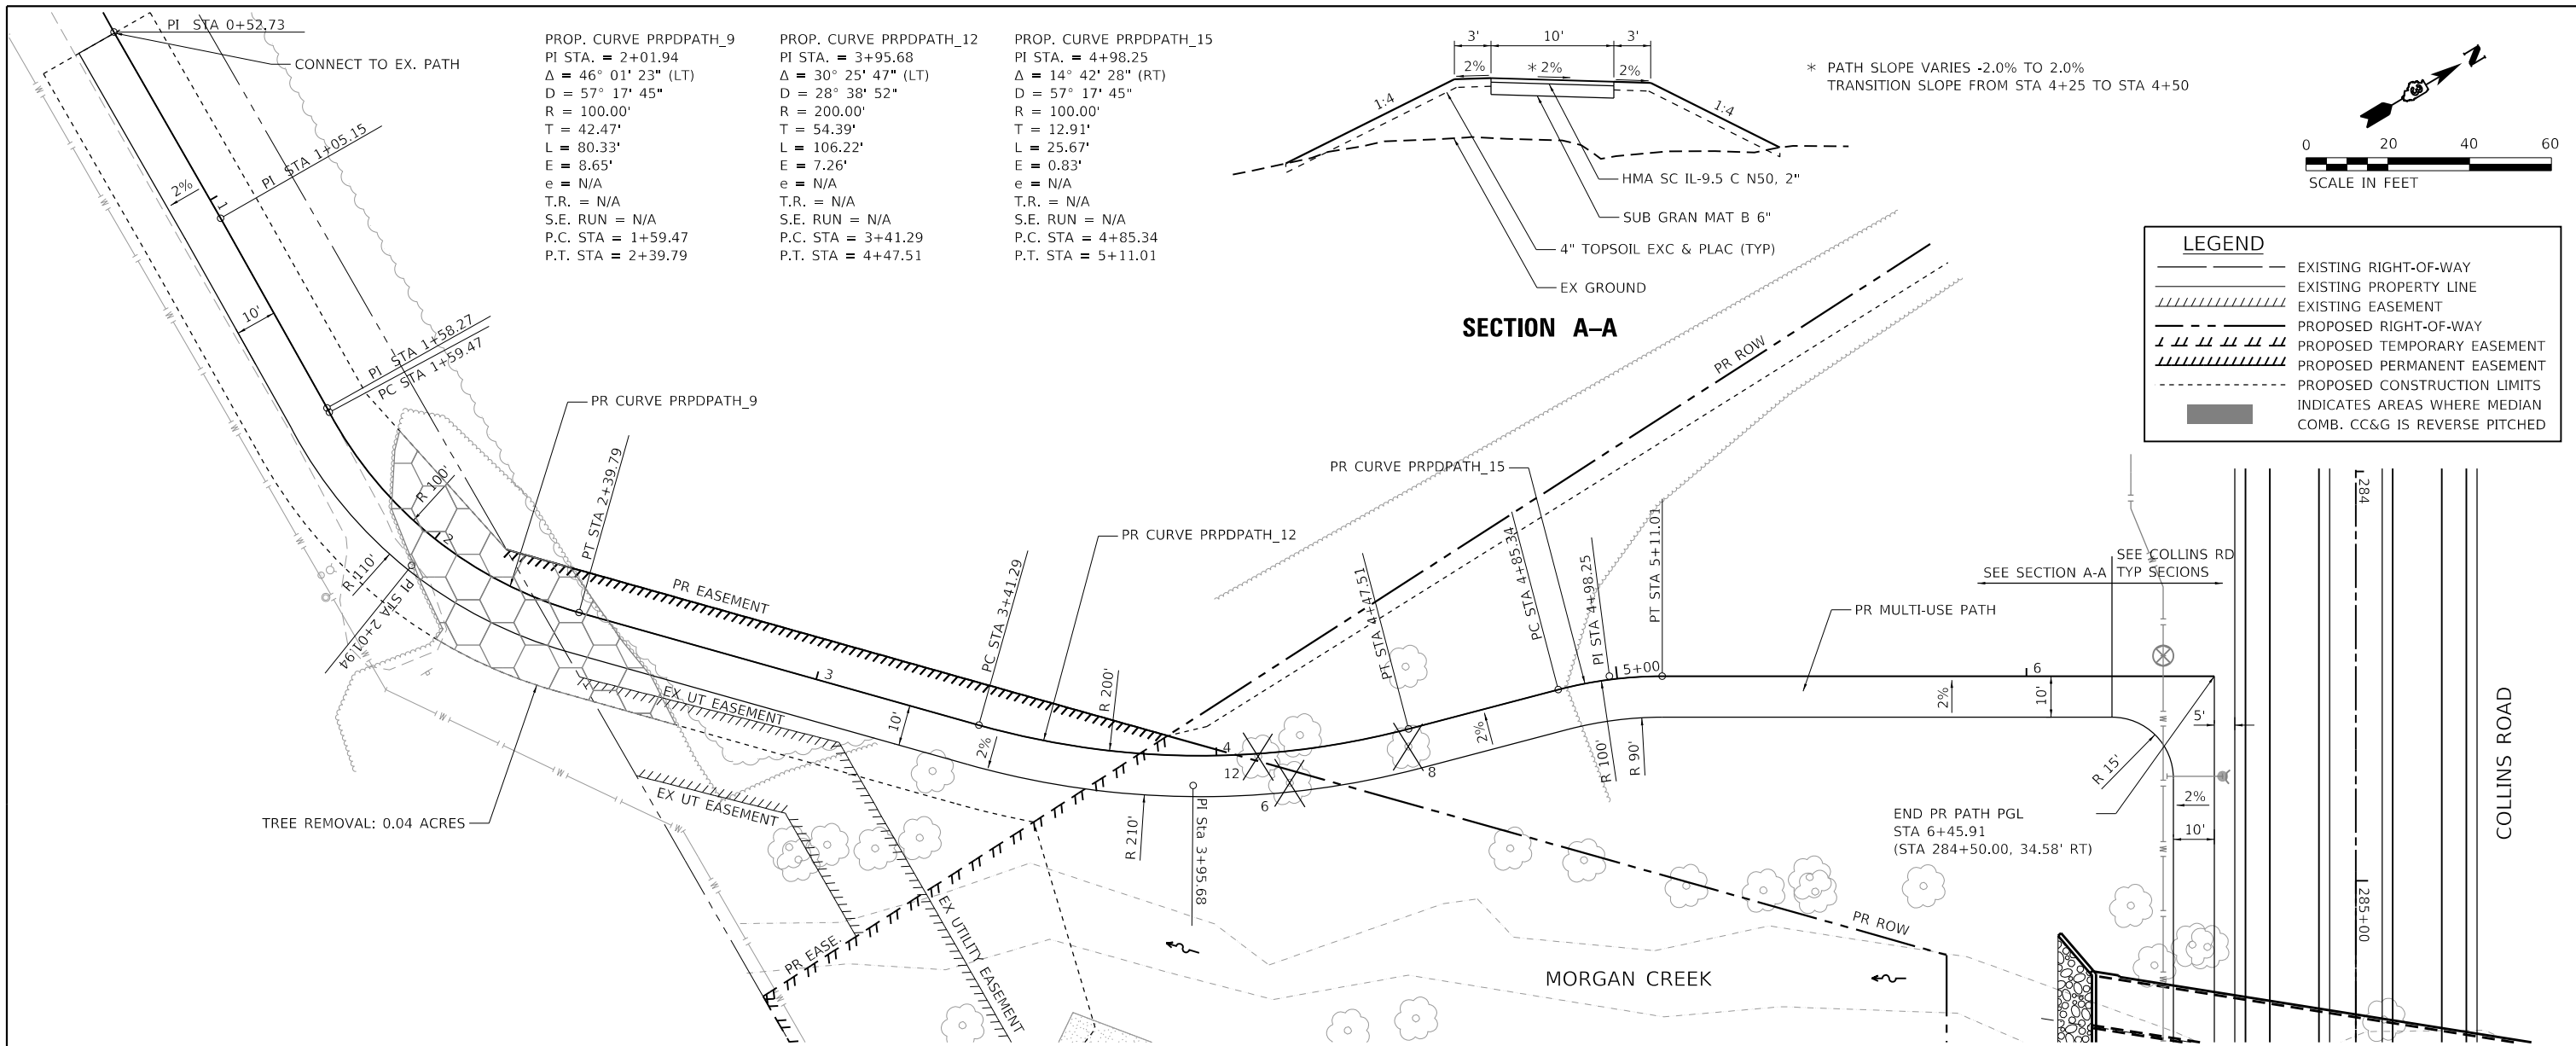 PI STA 0+52.73
CONNECT TO EX. PATH
PI STA 1+05.15
2%
1
10'
PI STA 1+58.27
PC STA 1+59.47
PROP. CURVE PRPDPATH_9
PI STA. = 2+01.94
Δ = 46° 01' 23" (LT)
D = 57° 17' 45"
R = 100.00'
T = 42.47'
L = 80.33'
E = 8.65'
e = N/A
T.R. = N/A
S.E. RUN = N/A
P.C. STA = 1+59.47
P.T. STA = 2+39.79
PROP. CURVE PRPDPATH_12
PI STA. = 3+95.68
Δ = 30° 25' 47" (LT)
D = 28° 38' 52"
R = 200.00'
T = 54.39'
L = 106.22'
E = 7.26'
e = N/A
T.R. = N/A
S.E. RUN = N/A
P.C. STA = 3+41.29
P.T. STA = 4+47.51
PROP. CURVE PRPDPATH_15
PI STA. = 4+98.25
Δ = 14° 42' 28" (RT)
D = 57° 17' 45"
R = 100.00'
T = 12.91'
L = 25.67'
E = 0.83'
e = N/A
T.R. = N/A
S.E. RUN = N/A
P.C. STA = 4+85.34
P.T. STA = 5+11.01
3' 10' 3'
2% * 2% 2%
1:4 1:4
HMA SC IL-9.5 C N50, 2"
SUB GRAN MAT B 6"
4" TOPSOIL EXC & PLAC (TYP)
EX GROUND
SECTION A-A
* PATH SLOPE VARIES -2.0% TO 2.0%
TRANSITION SLOPE FROM STA 4+25 TO STA 4+50
N
0 20 40 60
SCALE IN FEET
LEGEND
EXISTING RIGHT-OF-WAY
EXISTING PROPERTY LINE
EXISTING EASEMENT
PROPOSED RIGHT-OF-WAY
PROPOSED TEMPORARY EASEMENT
PROPOSED PERMANENT EASEMENT
PROPOSED CONSTRUCTION LIMITS
INDICATES AREAS WHERE MEDIAN
COMB. CC&G IS REVERSE PITCHED
PR CURVE PRPDPATH_9
R 100'
2
R 110'
PI STA 2+01.94
PT STA 2+39.79
PR EASEMENT
EX UT EASEMENT
EX UT EASEMENT
TREE REMOVAL: 0.04 ACRES
3
10'
2%
PC STA 3+41.29
PR CURVE PRPDPATH_12
R 200'
R 210'
4
12
6
8
PI Sta 3+95.68
PR EASE.
EX UTILITY EASEMENT
PR ROW
PR CURVE PRPDPATH_15
PT STA 4+47.51
PC STA 4+85.34
PI STA 4+98.25
PT STA 5+11.01
5+00
2%
R 100'
R 90'
PR MULTI-USE PATH
SEE SECTION A-A
SEE COLLINS RD
TYP SECIONS
6
2%
10'
5'
R 15'
2%
10'
END PR PATH PGL
STA 6+45.91
(STA 284+50.00, 34.58' RT)
PR ROW
MORGAN CREEK
284
285+00
COLLINS ROAD
W